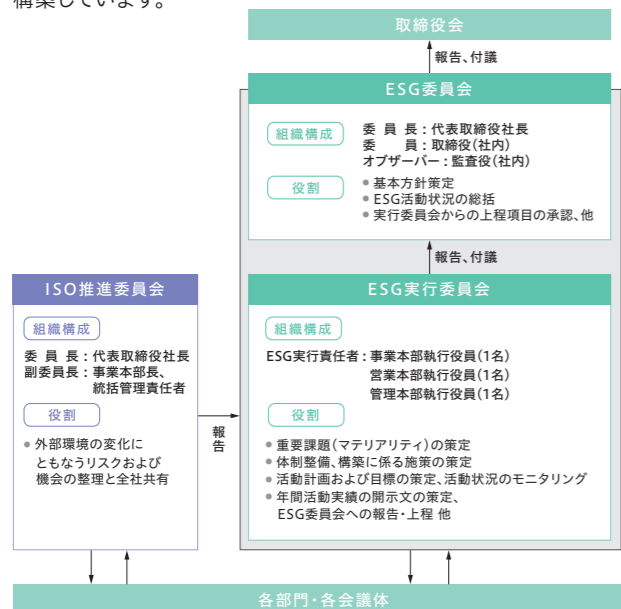 構築しています。
取締役会
報告、付議
ESG委員会
組織構成
委員長：代表取締役社長
委員：取締役（社内）
オブザーバー：監査役（社内）
役割
● 基本方針策定
● ESG活動状況の総括
● 実行委員会からの上程項目の承認、他
報告、付議
ISO推進委員会
組織構成
委員長：代表取締役社長
副委員長：事業本部長、
統括管理責任者
役割
● 外部環境の変化に
ともなうリスクおよび
機会の整理と全社共有
報告
ESG実行委員会
組織構成
ESG実行責任者：事業本部執行役員（1名）
営業本部執行役員（1名）
管理本部執行役員（1名）
役割
● 重要課題（マテリアリティ）の策定
● 体制整備、構築に係る施策の策定
● 活動計画および目標の策定、活動状況のモニタリング
● 年間活動実績の開示文の策定、
ESG委員会への報告・上程 他
各部門・各会議体